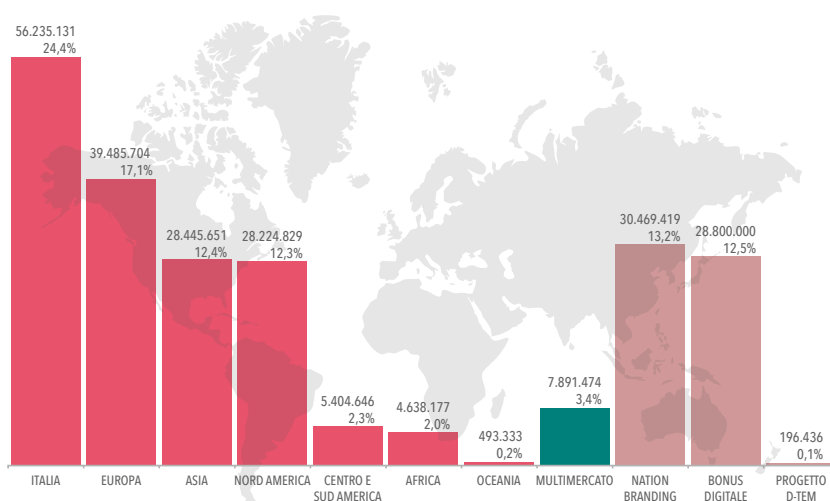 56.235.131
24,4%
39.485.704
17,1%
28.445.651
12,4%
28.224.829
12,3%
5.404.646
2,3%
4.638.177
2,0%
493.333
0,2%
7.891.474
3,4%
30.469.419
13,2%
28.800.000
12,5%
196.436
0,1%
ITALIA
EUROPA
ASIA
NORD AMERICA
CENTRO E
SUD AMERICA
AFRICA
OCEANIA
MULTIMERCATO
NATION
BRANDING
BONUS
DIGITALE
PROGETTO
D-TEM